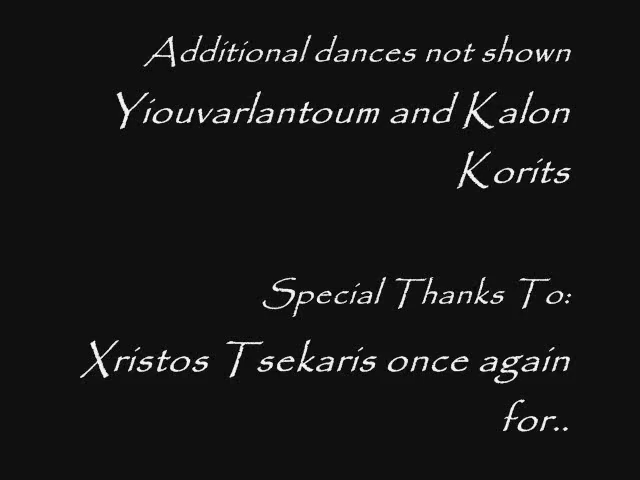 Additional dances not shown
Yiouvarlantoum and Kalon
Korits
Special Thanks To:
Xristos Tsekaris once again
for..